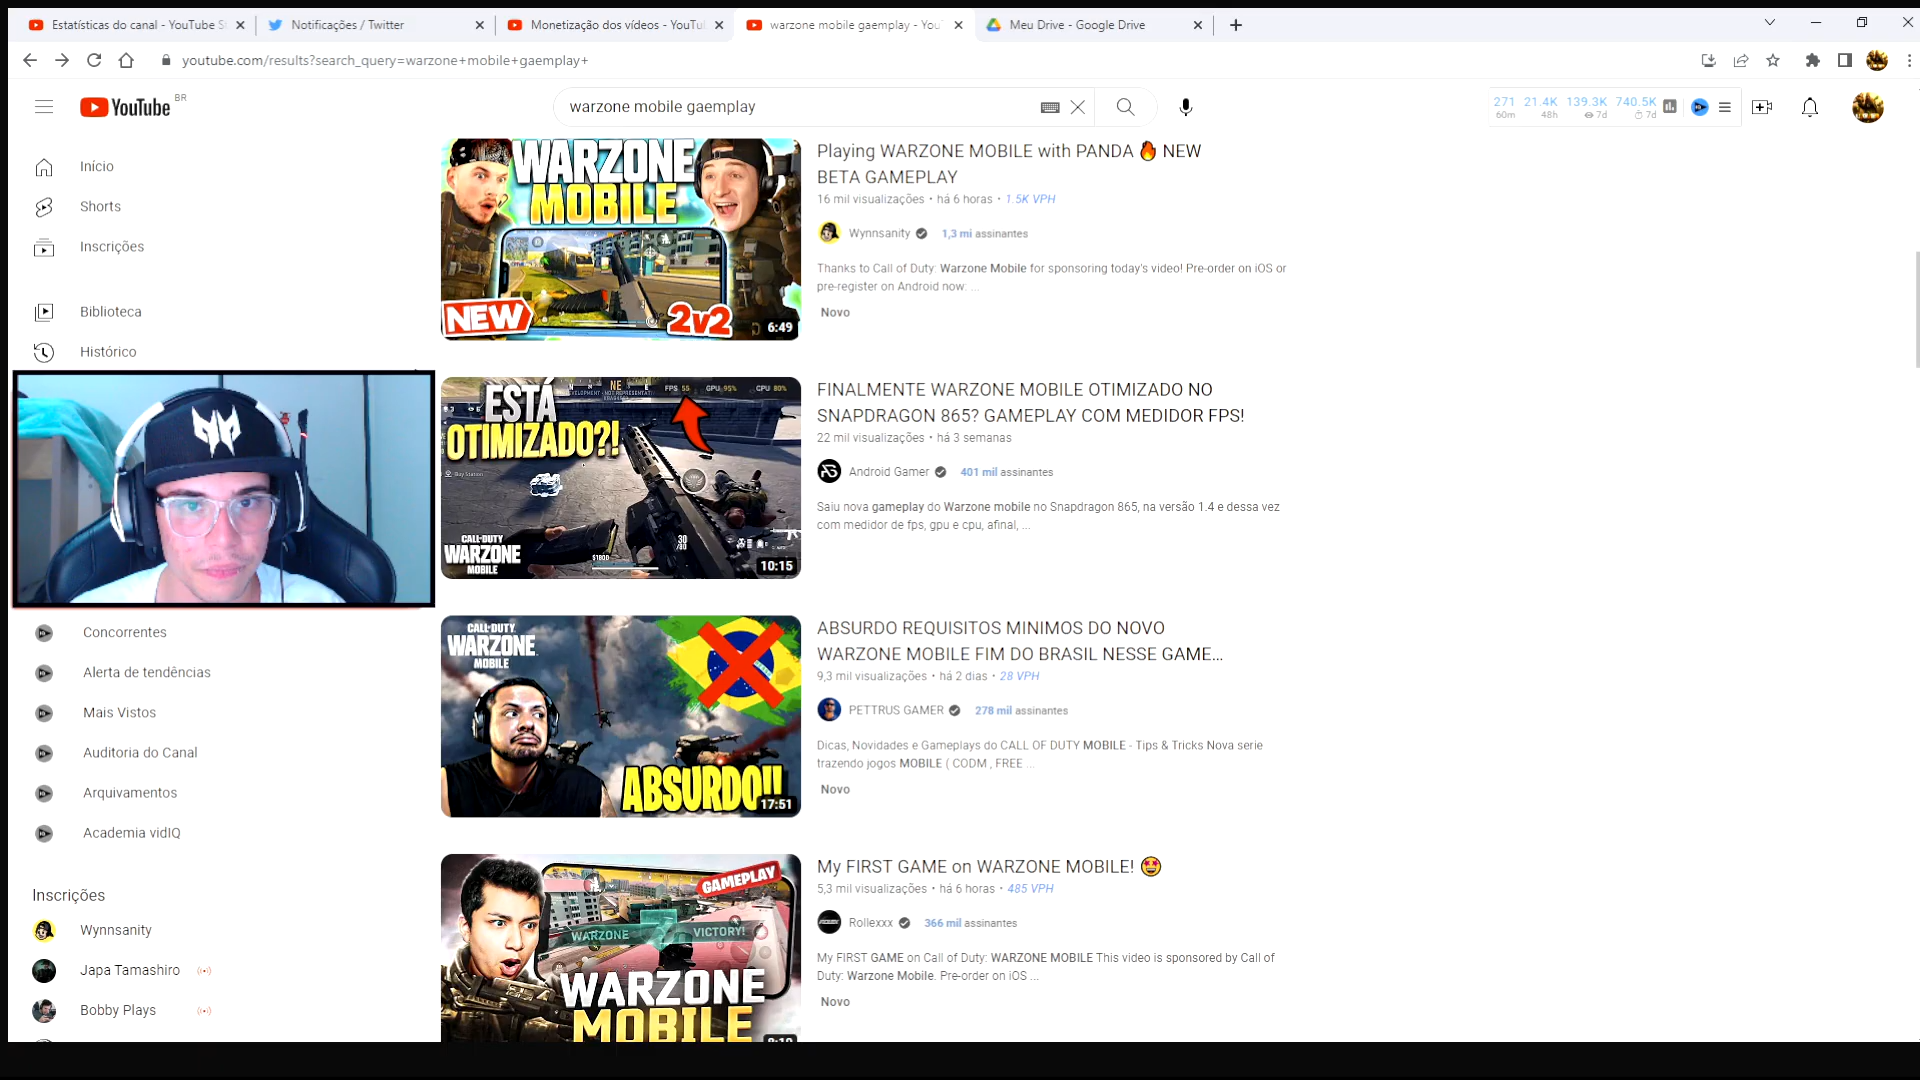 Estatísticas do canal - YouTube S
Notificações / Twitter
Monetização dos vídeos - YouTu
warzone mobile gaemplay - You
Meu Drive - Google Drive
youtube.com/results?search_query=warzone+mobile+gaemplay+
YouTube BR
warzone mobile gaemplay
271 21.4K 139.3K 740.5K
60m 48h 7d 7d
Início
Shorts
Inscrições
Biblioteca
Histórico
Concorrentes
Alerta de tendências
Mais Vistos
Auditoria do Canal
Arquivamentos
Academia vidIQ
Inscrições
Wynnsanity
Japa Tamashiro
Bobby Plays
WARZONE
MOBILE
NEW
2v2
6:49
Playing WARZONE MOBILE with PANDA 🔥 NEW
BETA GAMEPLAY
16 mil visualizações • há 6 horas • 1.5K VPH
Wynnsanity 1,3 mi assinantes
Thanks to Call of Duty: Warzone Mobile for sponsoring today's video! Pre-order on iOS or
pre-register on Android now: ...
Novo
NE
FPS 55 GPU 95% CPU 80%
ESTÁ
OTIMIZADO?!
Buy Station
CALL·DUTY
WARZONE
MOBILE
$1800
30
10:15
FINALMENTE WARZONE MOBILE OTIMIZADO NO
SNAPDRAGON 865? GAMEPLAY COM MEDIDOR FPS!
22 mil visualizações • há 3 semanas
Android Gamer 401 mil assinantes
Saiu nova gameplay do Warzone mobile no Snapdragon 865, na versão 1.4 e dessa vez
com medidor de fps, gpu e cpu, afinal, ...
CALL·DUTY
WARZONE
MOBILE
ABSURDO!!
17:51
ABSURDO REQUISITOS MINIMOS DO NOVO
WARZONE MOBILE FIM DO BRASIL NESSE GAME...
9,3 mil visualizações • há 2 dias • 28 VPH
PETTRUS GAMER 278 mil assinantes
Dicas, Novidades e Gameplays do CALL OF DUTY MOBILE - Tips & Tricks Nova serie
trazendo jogos MOBILE ( CODM , FREE ...
Novo
GAMEPLAY
WARZONE VICTORY!
WARZONE
MOBILE
My FIRST GAME on WARZONE MOBILE! 🤩
5,3 mil visualizações • há 6 horas • 485 VPH
Rollexxx 366 mil assinantes
My FIRST GAME on Call of Duty: WARZONE MOBILE This video is sponsored by Call of
Duty: Warzone Mobile. Pre-order on iOS ...
Novo